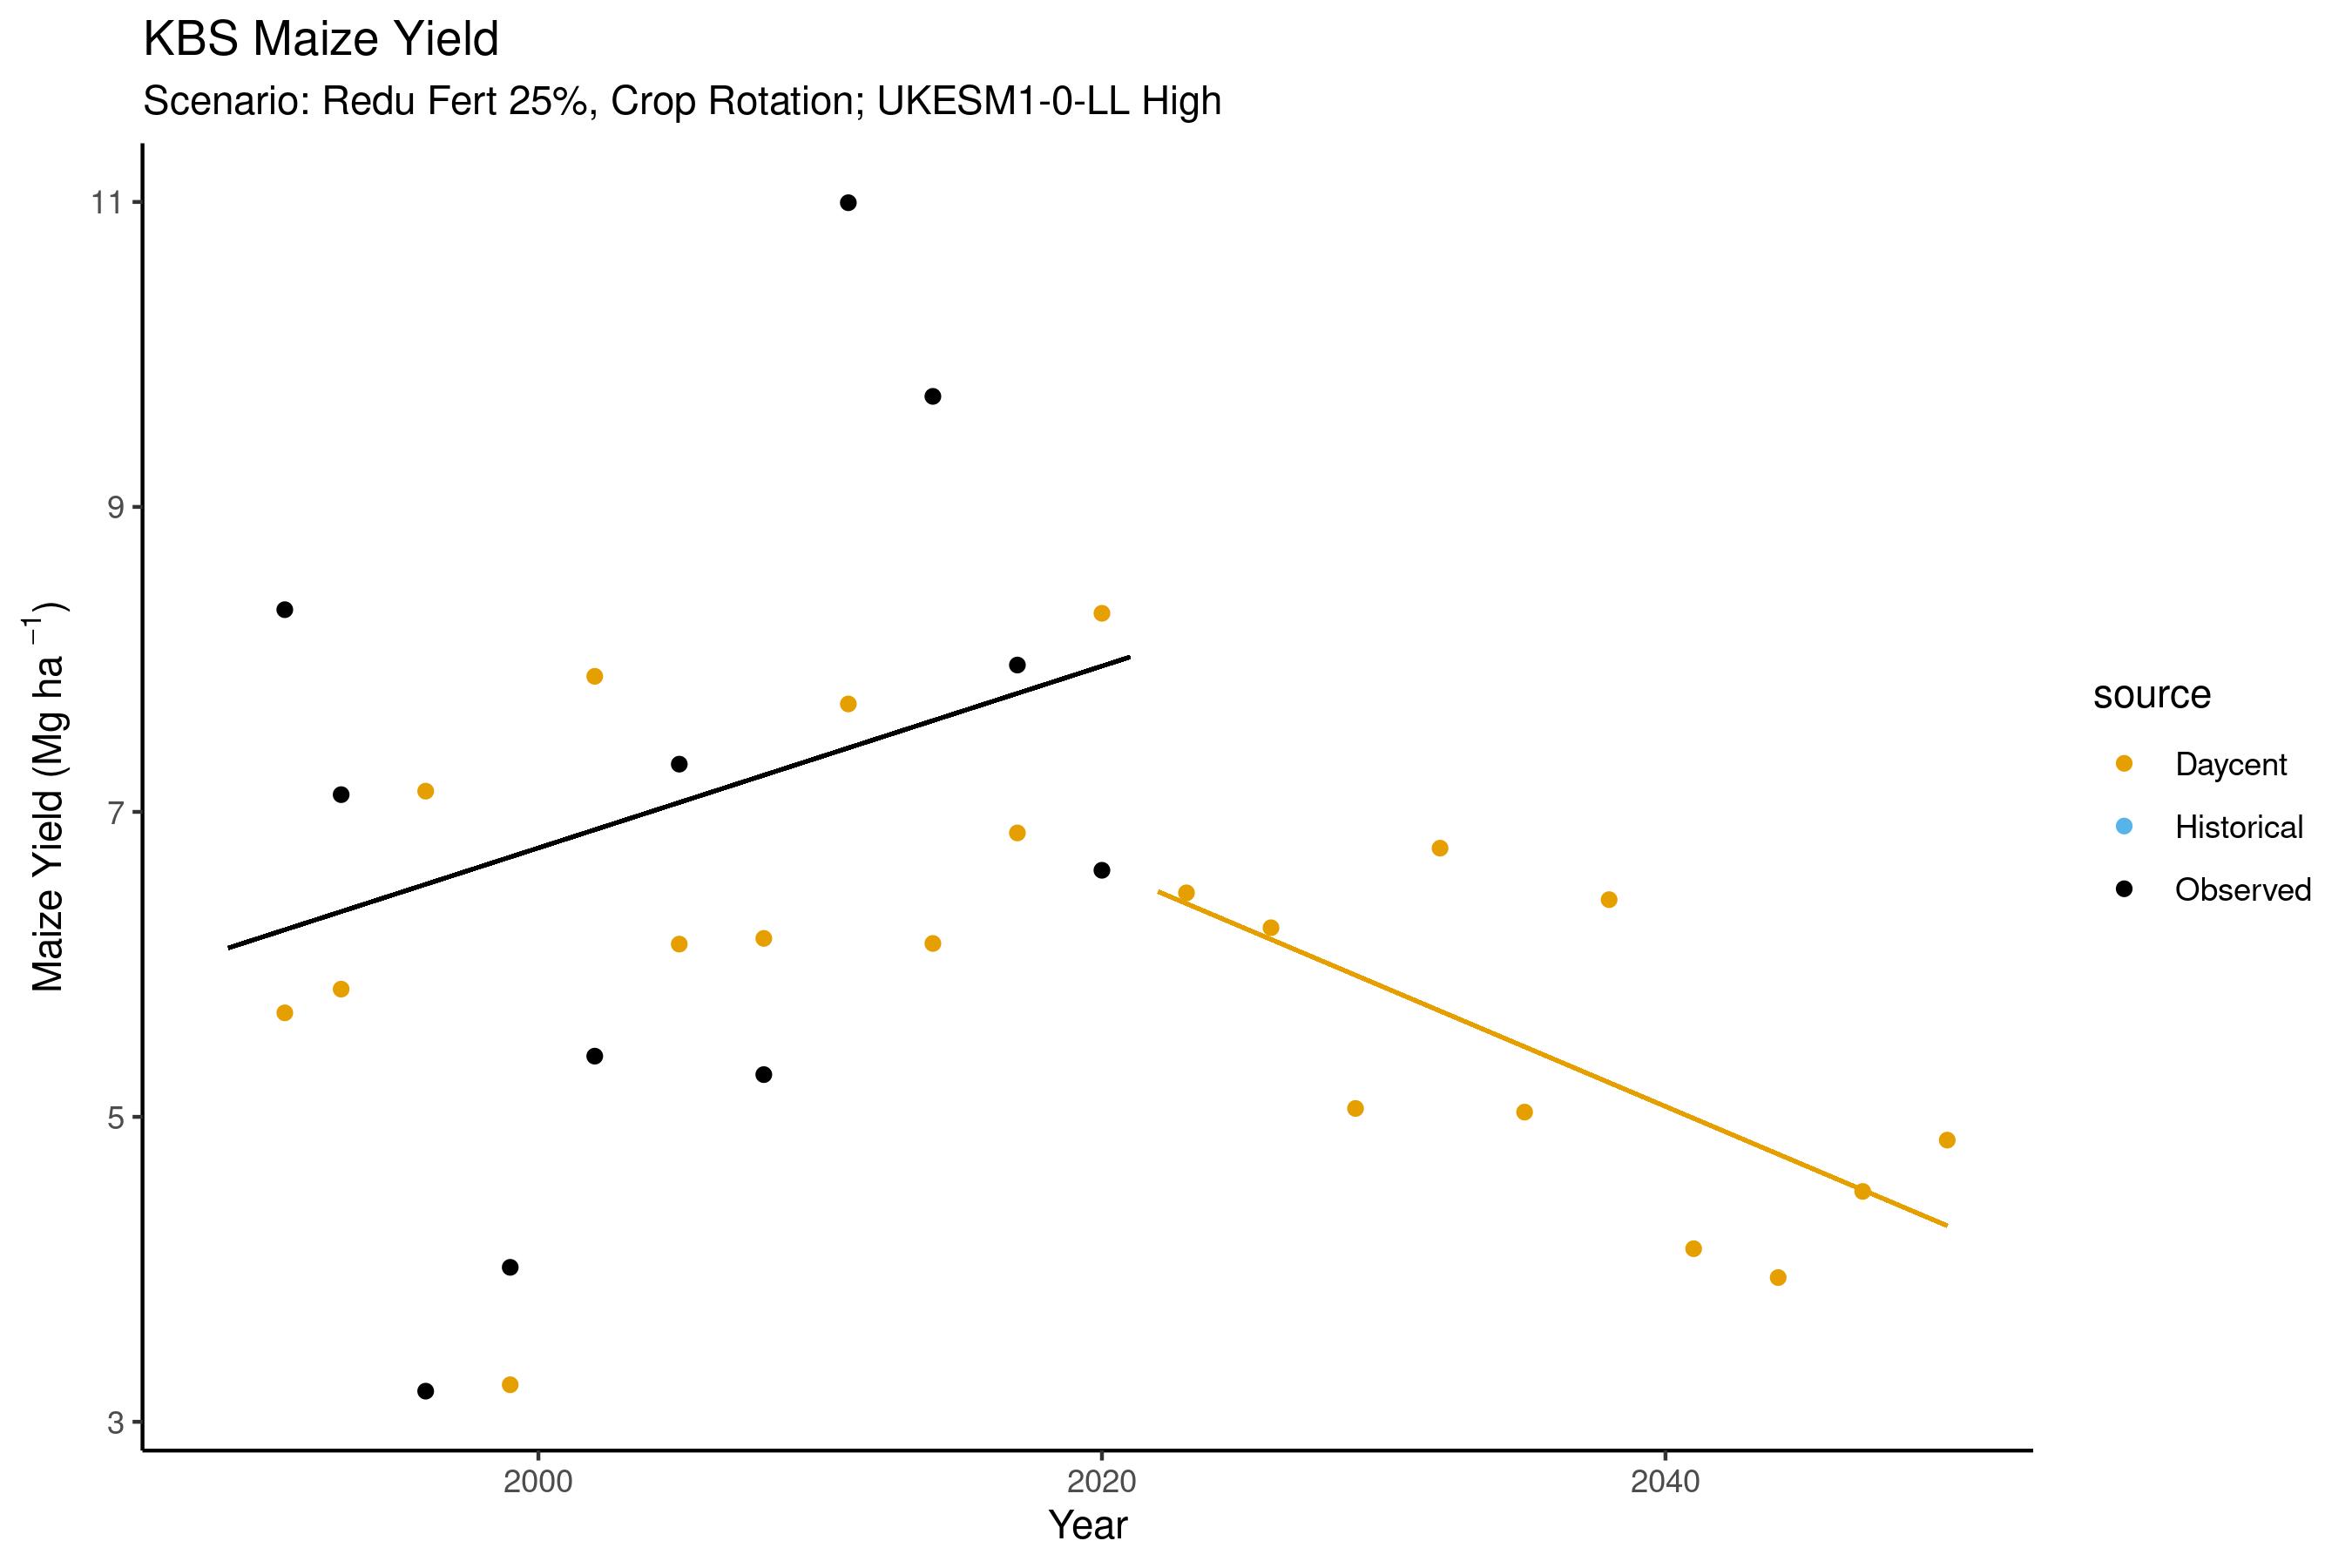 KBS Maize Yield
Scenario: Redu Fert 25%, Crop Rotation; UKESM1-0-LL High
Maize Yield (Mg ha −1)
11
9
7
5
3
2000
2020
2040
Year
source
Daycent
Historical
Observed